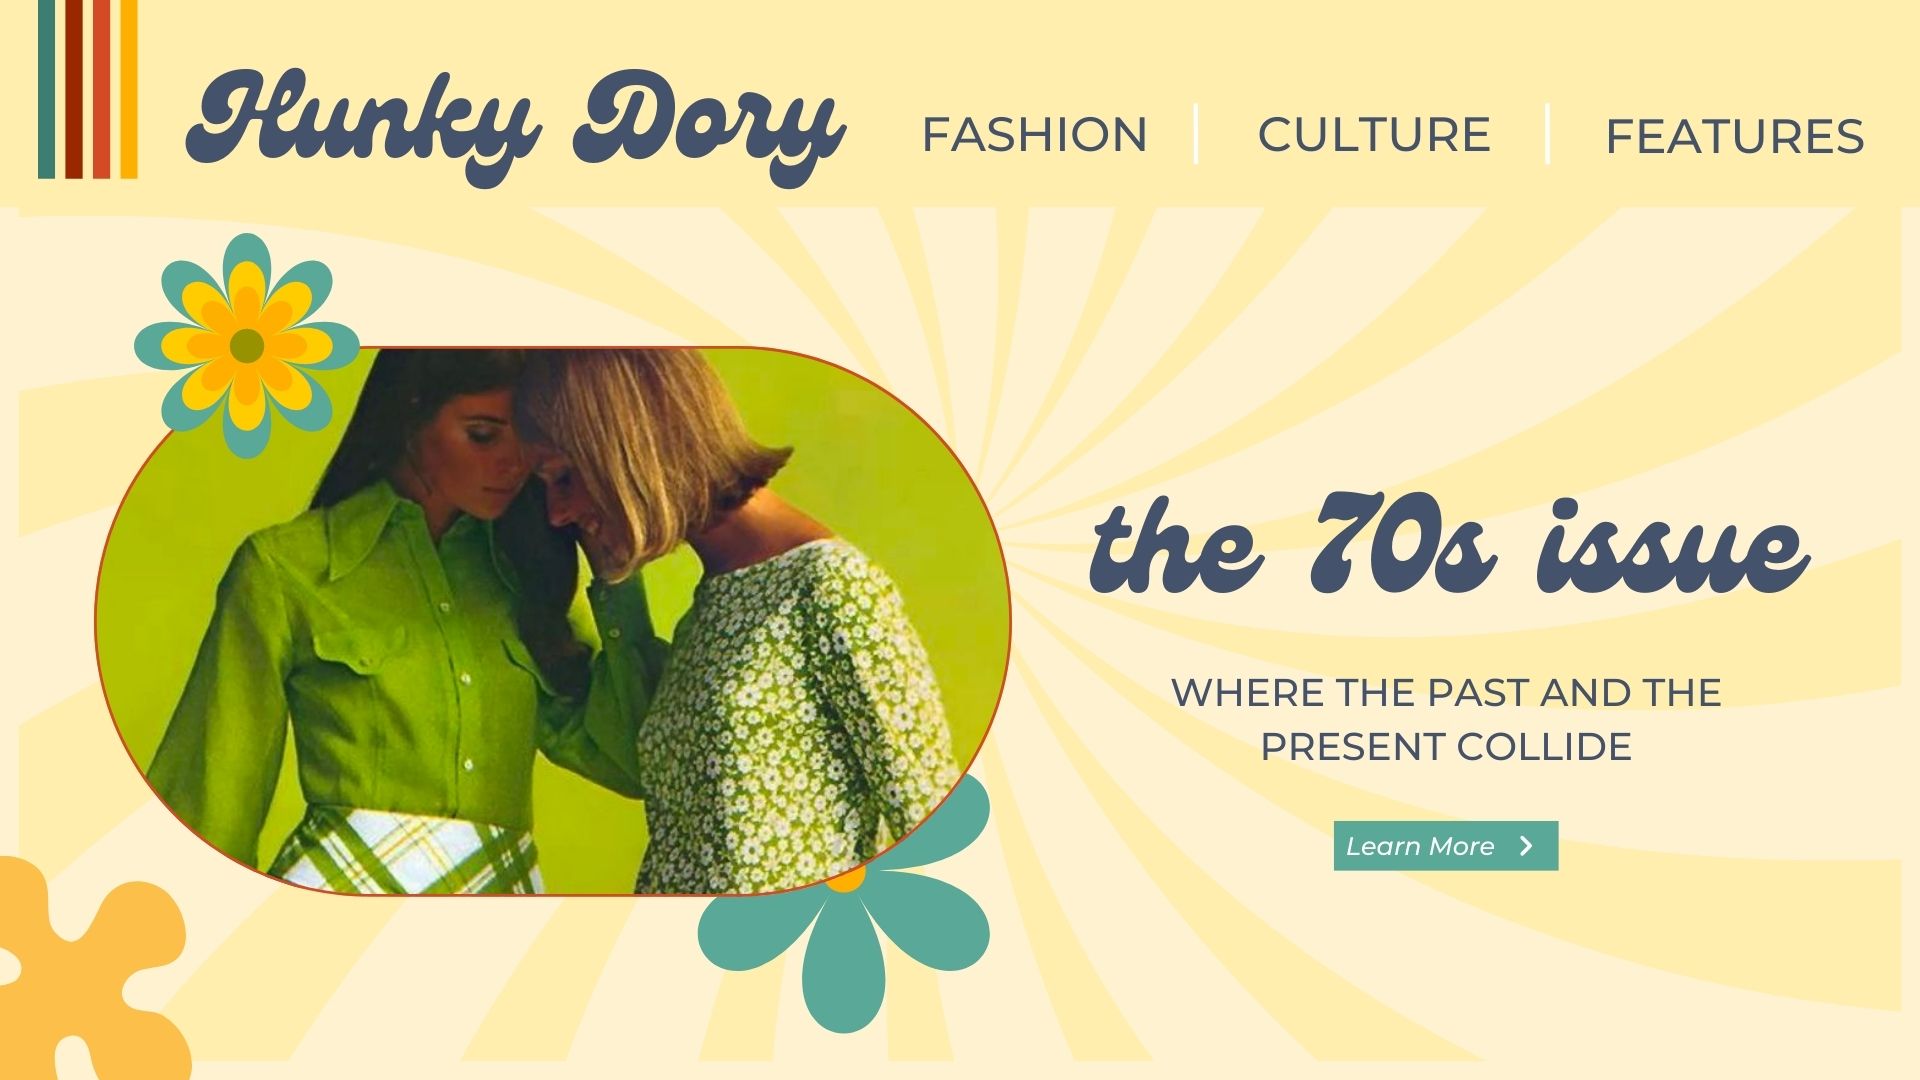 Hunky Dory
FASHION
CULTURE
FEATURES
the 70s issue
WHERE THE PAST AND THE
PRESENT COLLIDE
Learn More